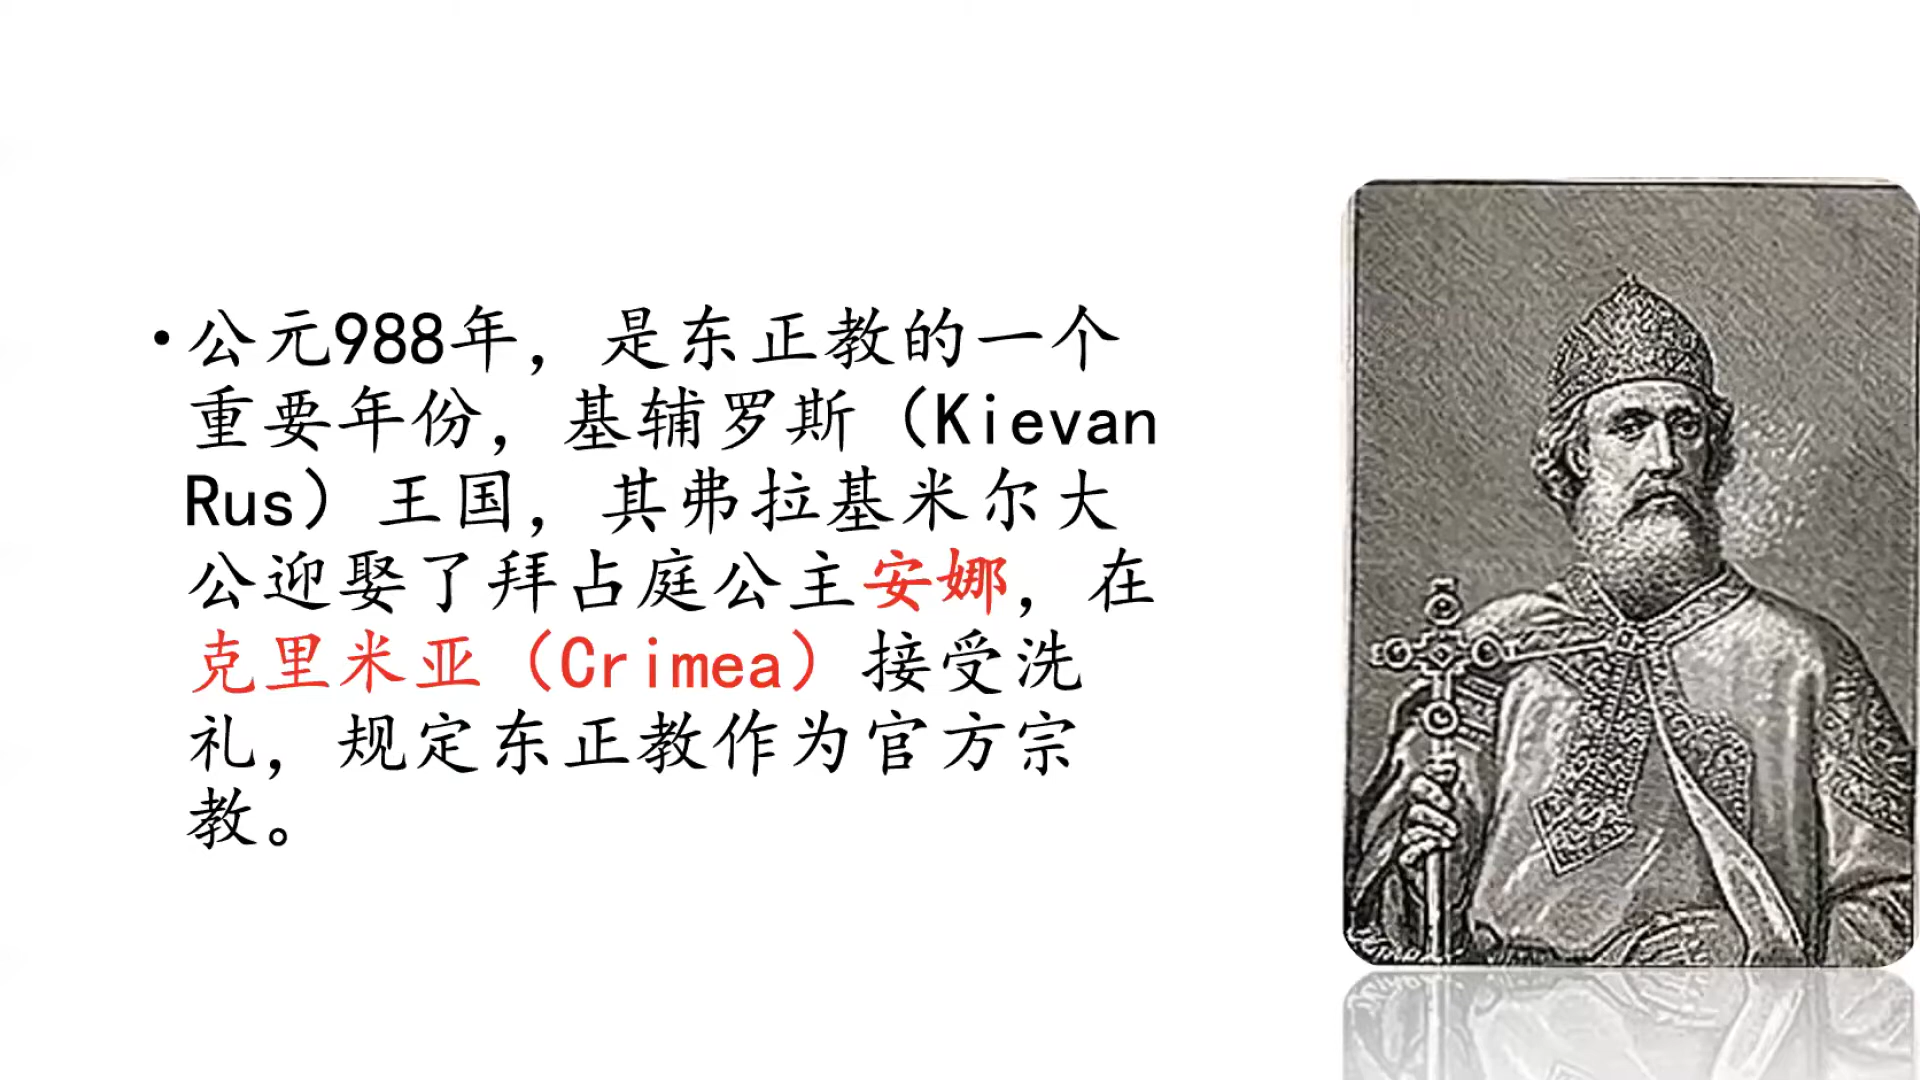 •公元988年，是东正教的一个
重要年份，基辅罗斯（Kievan
Rus）王国，其弗拉基米尔大
公迎娶了拜占庭公主安娜，在
克里米亚（Crimea）接受洗
礼，规定东正教作为官方宗
教。